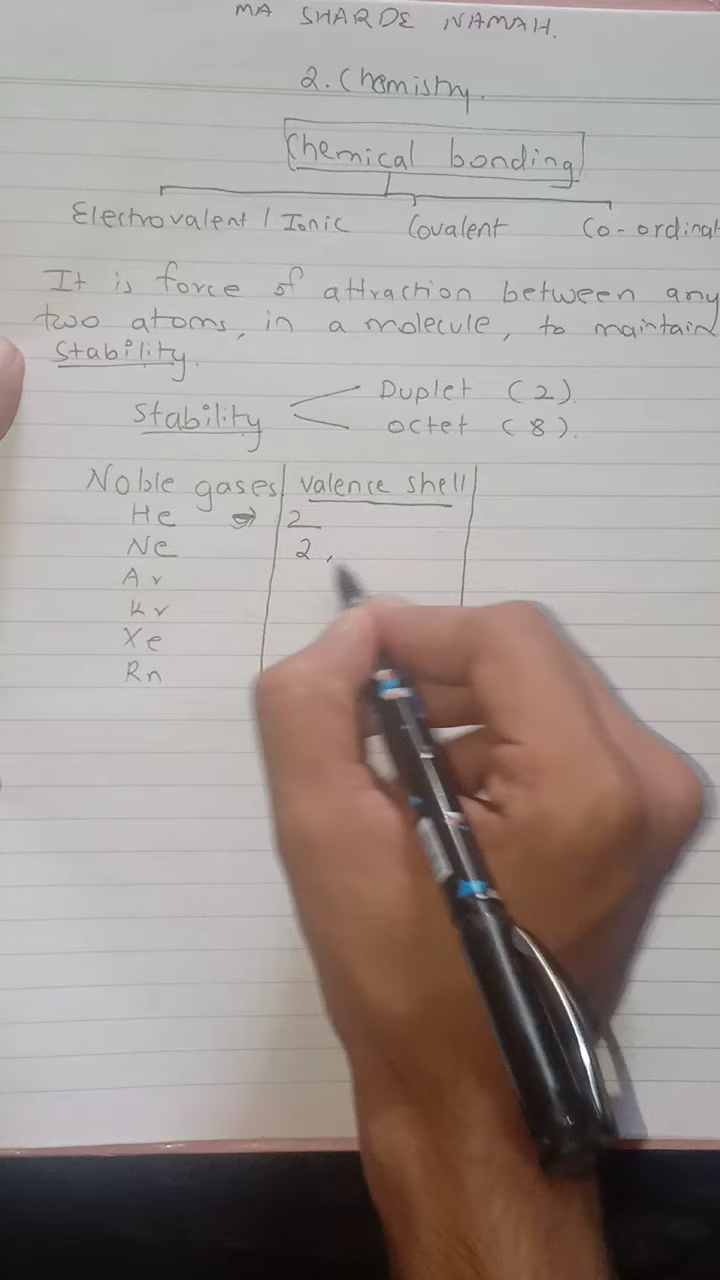 MA SHARDE NAMAH.
2. Chemistry.
Chemical bonding
Electrovalent / Ionic Covalent Co-ordinat
It is force of attraction between any
two atoms, in a molecule, to maintain
stability.
Stability Duplet (2).
octet (8).
Noble gases valence shell
He → 2
Ne 2,
Ar
Kr
Xe
Rn